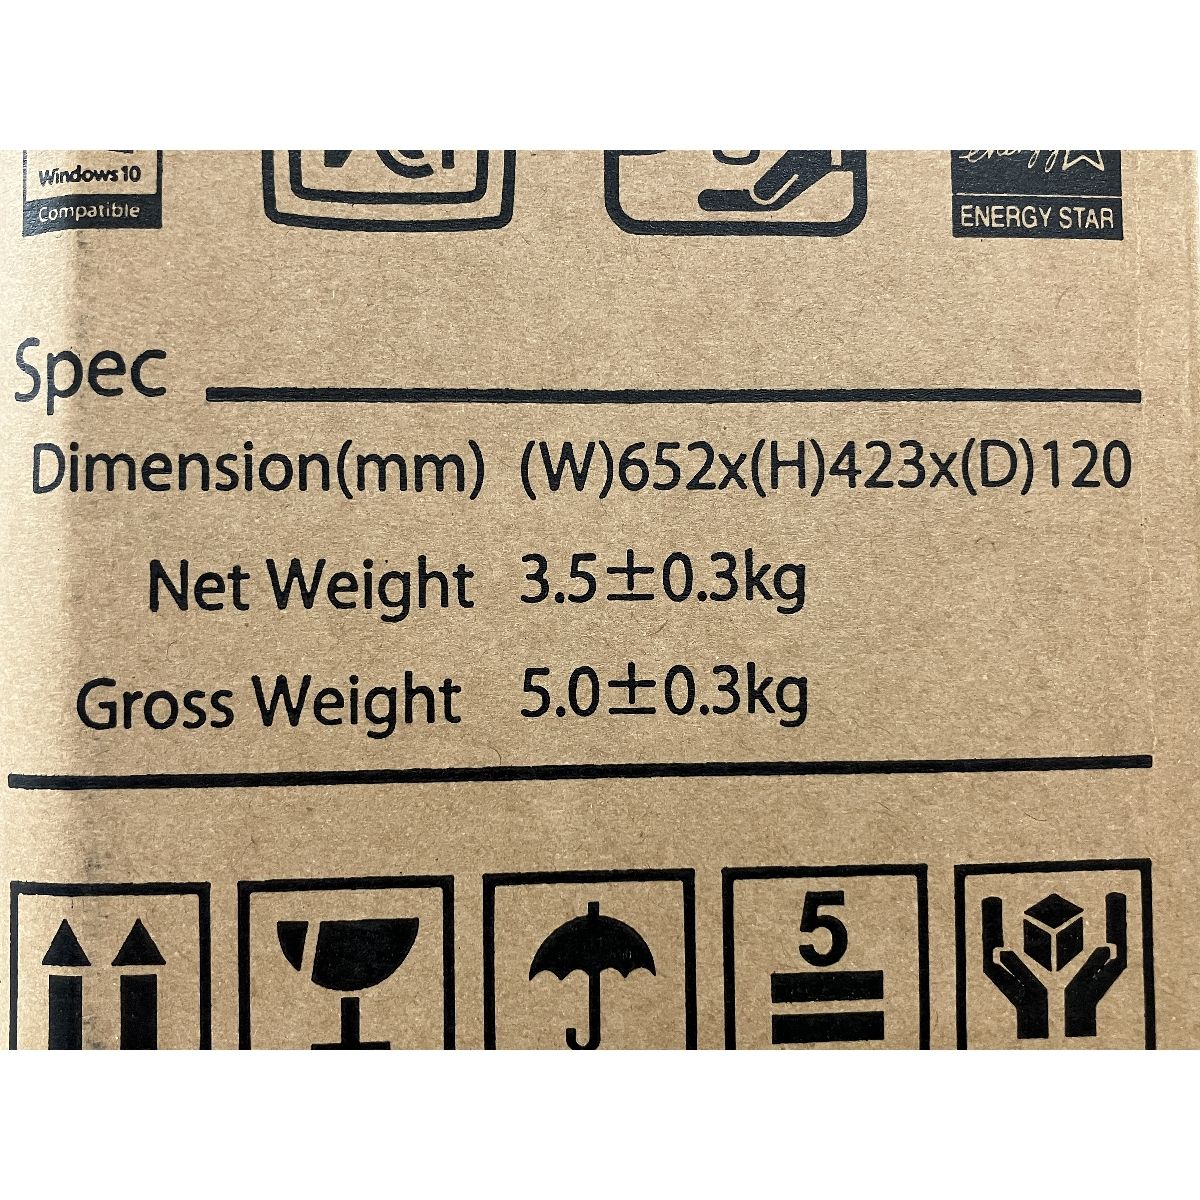 Windows 10
Compatible
energy
ENERGY STAR
Spec
Dimension(mm) (W)652x(H)423x(D)120
Net Weight 3.5±0.3kg
Gross Weight 5.0±0.3kg
5